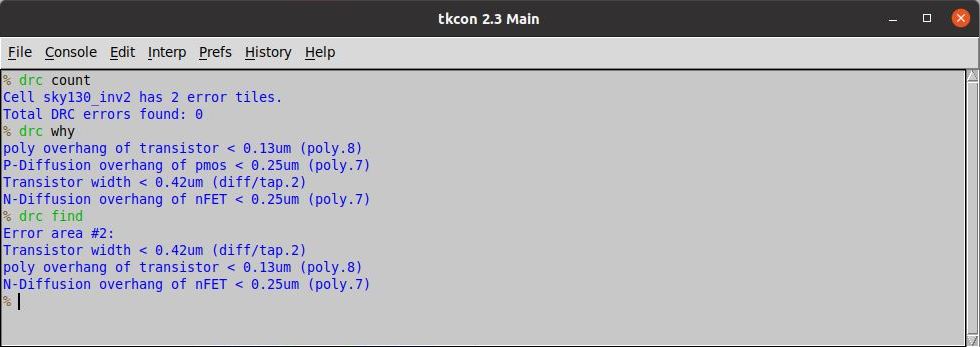 tkcon 2.3 Main
File Console Edit Interp Prefs History Help
% drc count
Cell sky130_inv2 has 2 error tiles.
Total DRC errors found: 0
% drc why
poly overhang of transistor < 0.13um (poly.8)
P-Diffusion overhang of pmos < 0.25um (poly.7)
Transistor width < 0.42um (diff/tap.2)
N-Diffusion overhang of nFET < 0.25um (poly.7)
% drc find
Error area #2:
Transistor width < 0.42um (diff/tap.2)
poly overhang of transistor < 0.13um (poly.8)
N-Diffusion overhang of nFET < 0.25um (poly.7)
%